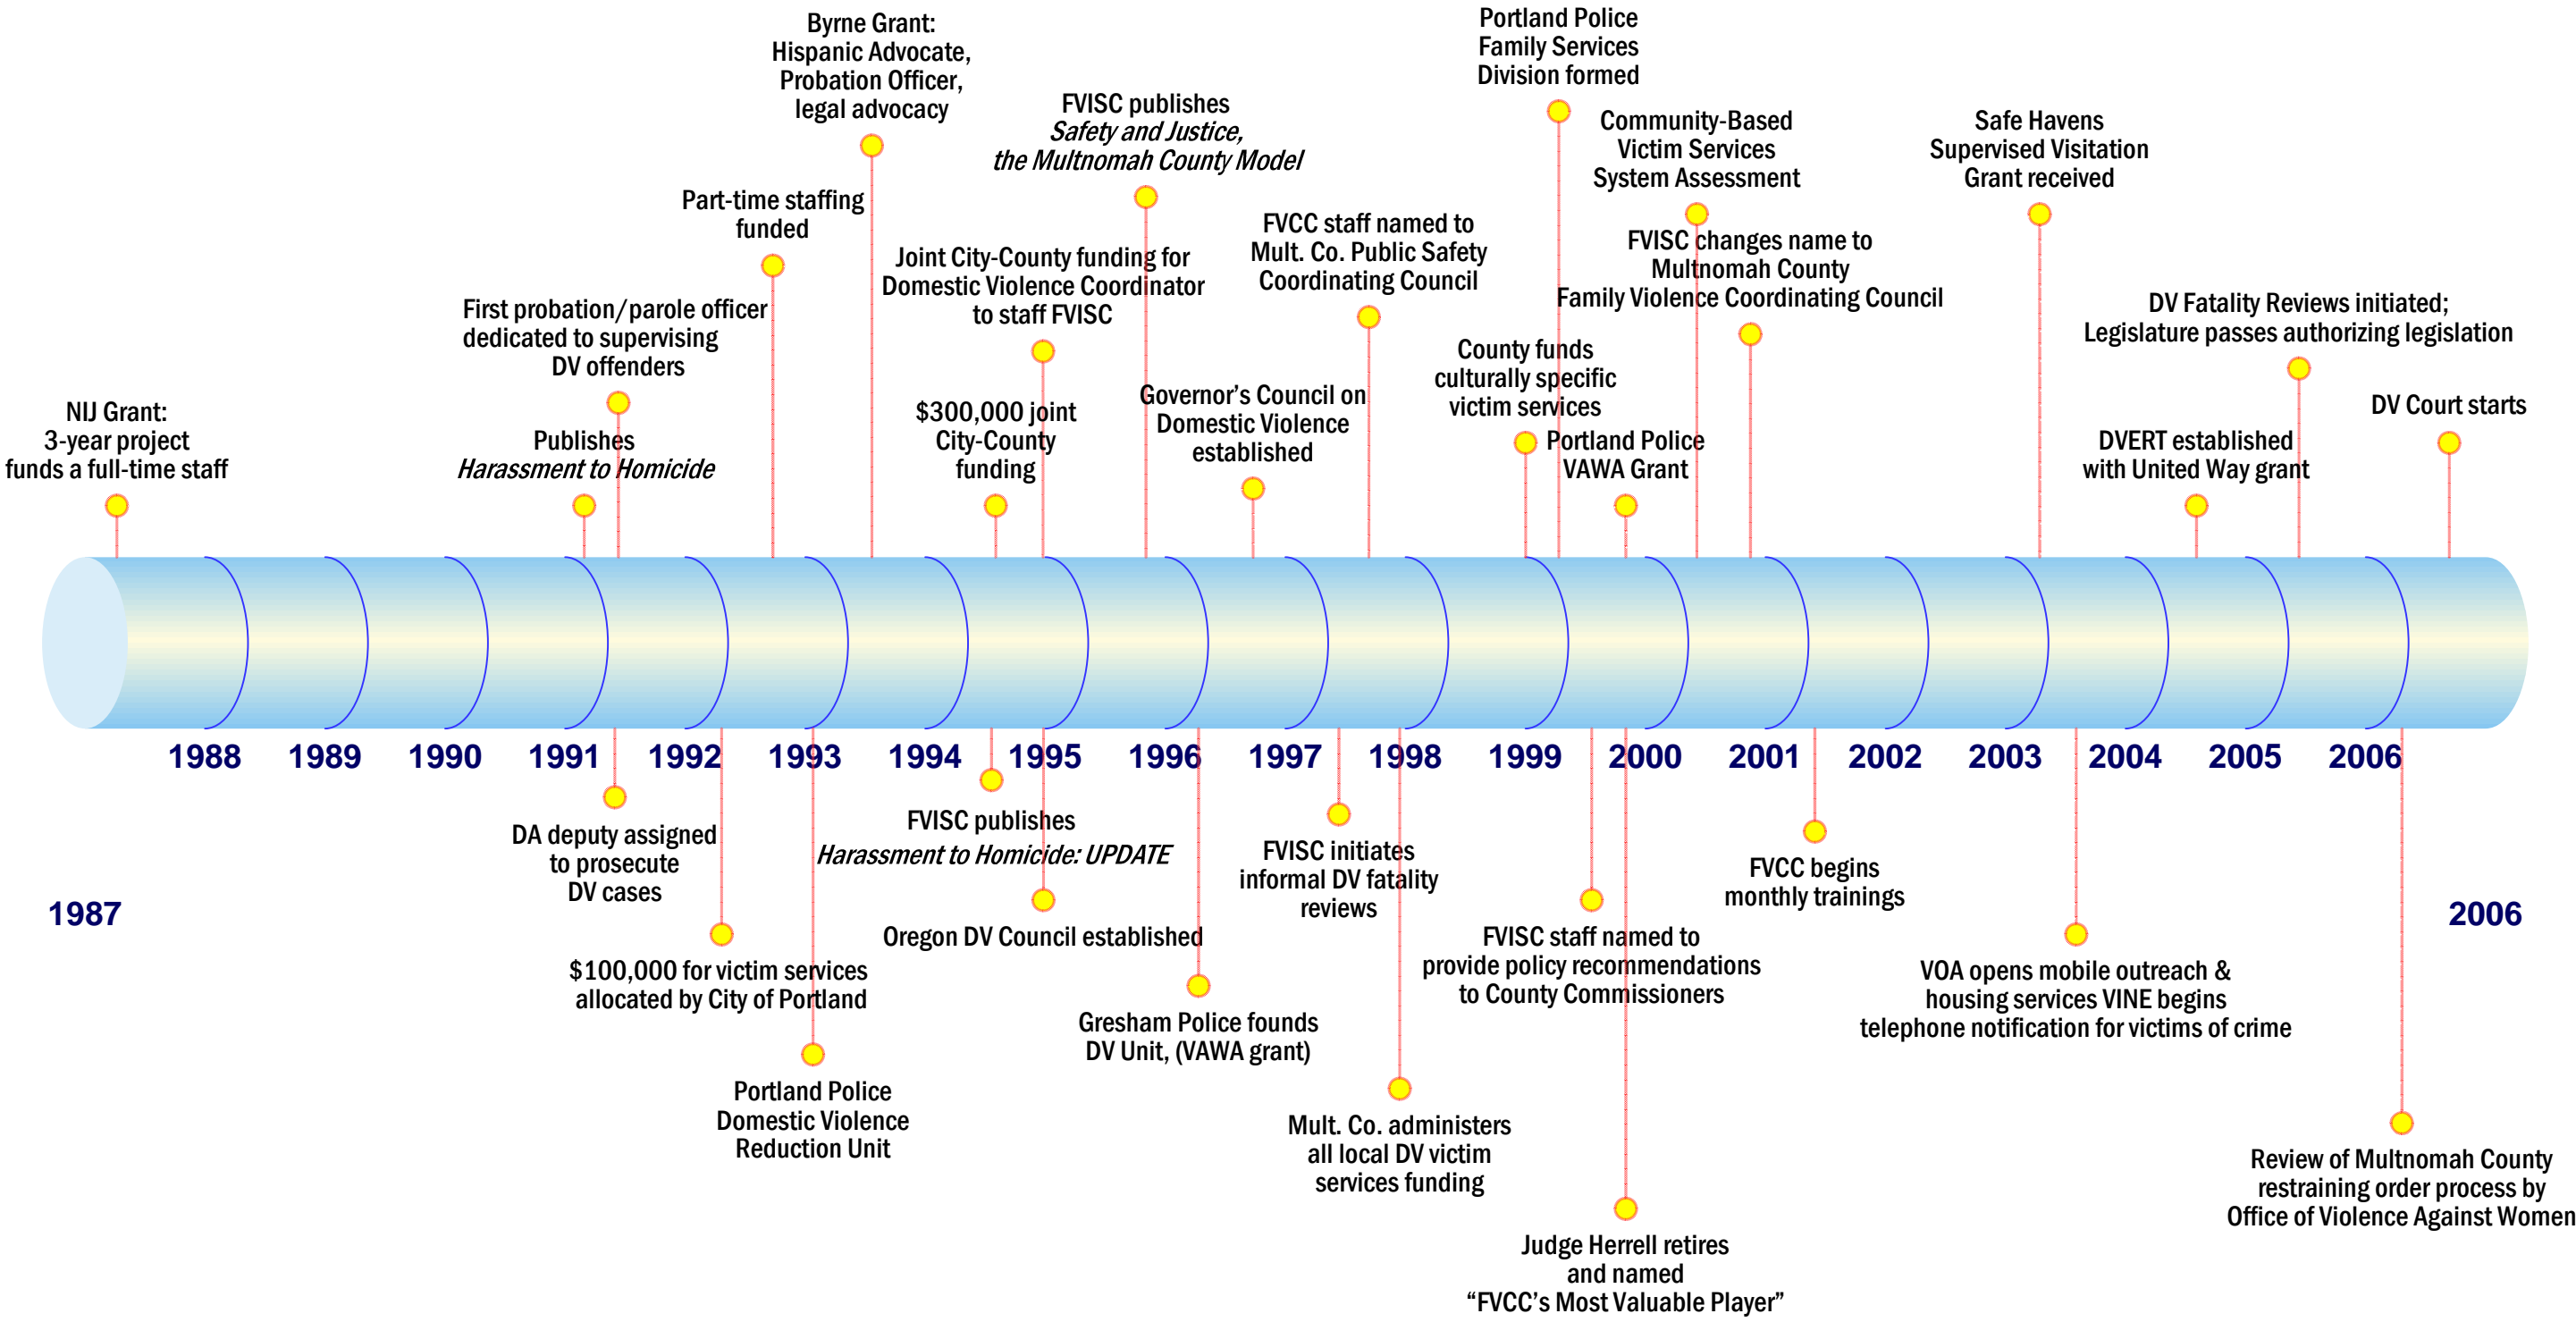 Byrne Grant:
Hispanic Advocate,
Probation Officer,
legal advocacy
Portland Police
Family Services
Division formed
FVISC publishes
Safety and Justice,
the Multnomah County Model
Community-Based
Victim Services
System Assessment
Safe Havens
Supervised Visitation
Grant received
Part-time staffing
funded
FVCC staff named to
Mult. Co. Public Safety
Coordinating Council
FVISC changes name to
Multnomah County
Family Violence Coordinating Council
Joint City-County funding for
Domestic Violence Coordinator
to staff FVISC
First probation/parole officer
dedicated to supervising
DV offenders
DV Fatality Reviews initiated;
Legislature passes authorizing legislation
County funds
culturally specific
victim services
Governor's Council on
Domestic Violence
established
DV Court starts
NIJ Grant:
3-year project
funds a full-time staff
$300,000 joint
City-County
funding
Publishes
Harassment to Homicide
Portland Police
VAWA Grant
DVERT established
with United Way grant
1988 1989 1990 1991 1992 1993 1994 1995 1996 1997 1998 1999 2000 2001 2002 2003 2004 2005 2006
1987
2006
DA deputy assigned
to prosecute
DV cases
FVISC publishes
Harassment to Homicide: UPDATE
FVISC initiates
informal DV fatality
reviews
FVCC begins
monthly trainings
Oregon DV Council established
FVISC staff named to
provide policy recommendations
to County Commissioners
$100,000 for victim services
allocated by City of Portland
VOA opens mobile outreach &
housing services VINE begins
telephone notification for victims of crime
Gresham Police founds
DV Unit, (VAWA grant)
Portland Police
Domestic Violence
Reduction Unit
Mult. Co. administers
all local DV victim
services funding
Review of Multnomah County
restraining order process by
Office of Violence Against Women
Judge Herrell retires
and named
“FVCC's Most Valuable Player”